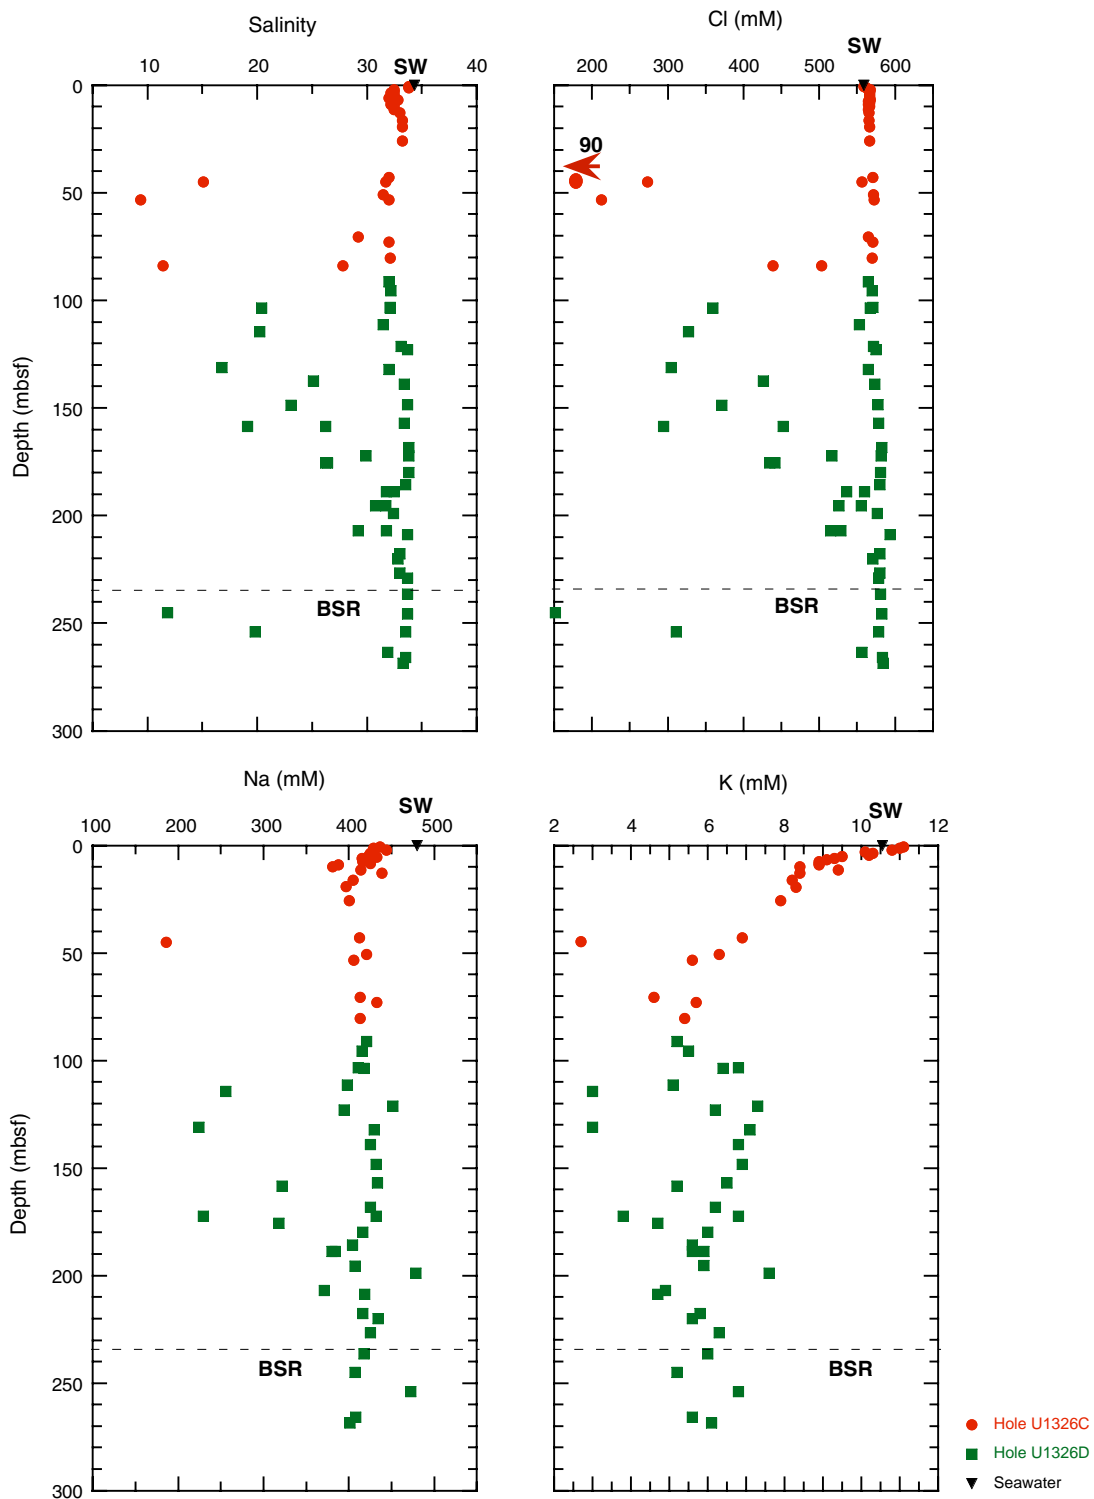 Salinity
10 20 30 SW 40
0
50
100
150
200
250
300
Depth (mbsf)
BSR
Cl (mM)
SW
200 300 400 500 600
90
BSR
Na (mM)
SW
100 200 300 400 500
0
50
100
150
200
250
300
Depth (mbsf)
BSR
K (mM)
SW
2 4 6 8 10 12
BSR
Hole U1326C
Hole U1326D
Seawater